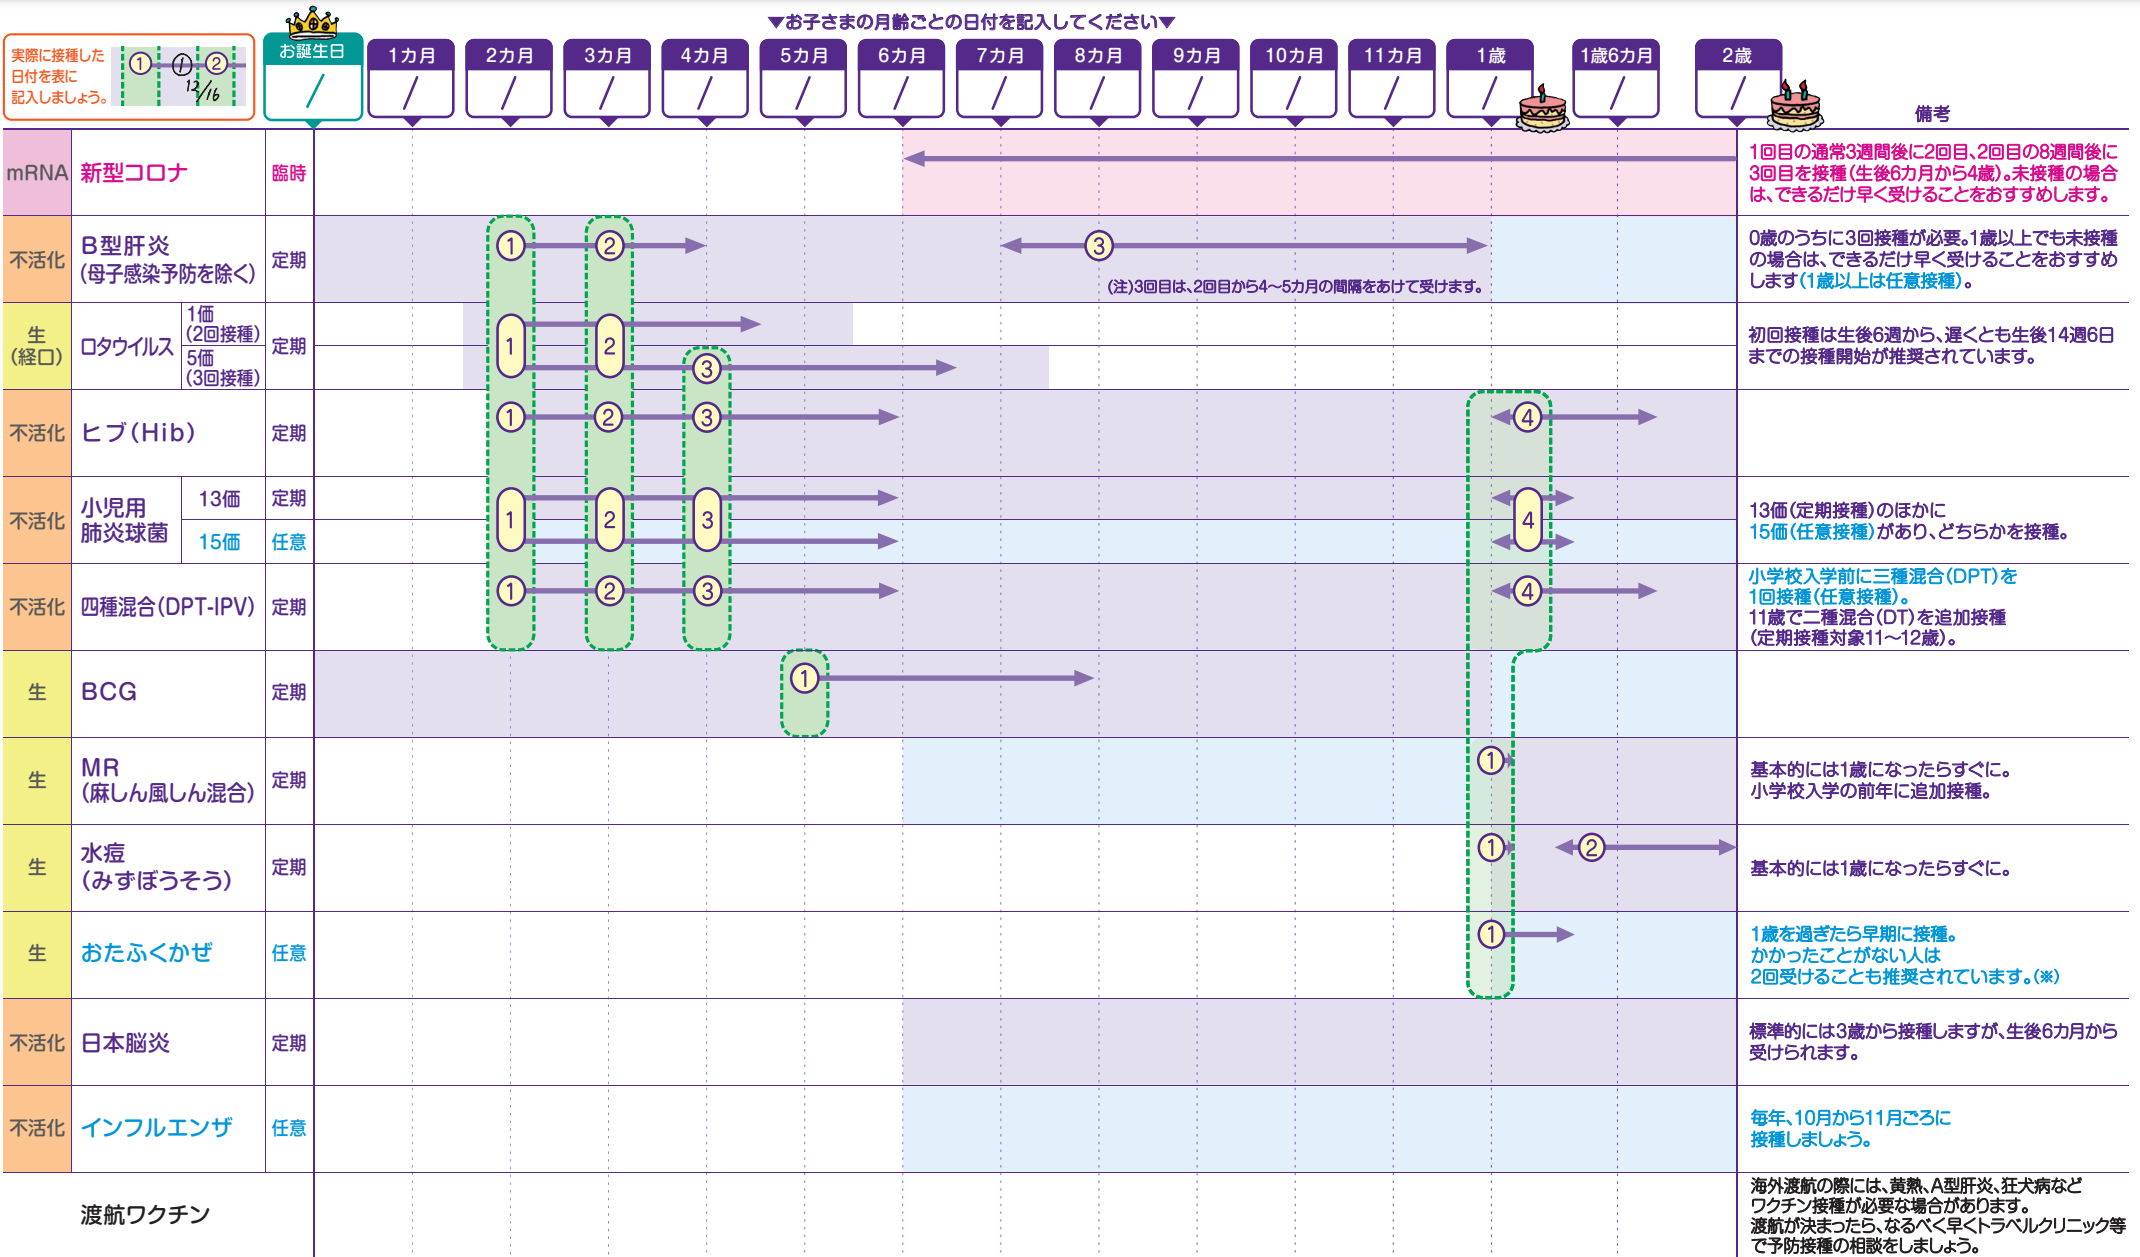 ▼お子さまの月齢ごとの日付を記入してください▼
実際に接種した
日付を表に
記入しましょう。
① ① ②
12/16
お誕生日
1カ月
2カ月
3カ月
4カ月
5カ月
6カ月
7カ月
8カ月
9カ月
10カ月
11カ月
1歳
1歳6カ月
2歳
/ / / / / / / / / / / / / / /
備考
mRNA
新型コロナ
臨時
1回目の通常3週間後に2回目、2回目の8週間後に
3回目を接種(生後6カ月から4歳)。未接種の場合
は、できるだけ早く受けることをおすすめします。
不活化
B型肝炎
(母子感染予防を除く)
定期
① ② ③
(注)3回目は、2回目から4〜5カ月の間隔をあけて受けます。
0歳のうちに3回接種が必要。1歳以上でも未接種
の場合は、できるだけ早く受けることをおすすめ
します(1歳以上は任意接種)。
生
(経口)
ロタウイルス
1価
(2回接種)
5価
(3回接種)
定期
1 2 ③
初回接種は生後6週から、遅くとも生後14週6日
までの接種開始が推奨されています。
不活化
ヒブ(Hib)
定期
① ② ③ ④
不活化
小児用
肺炎球菌
13価
定期
15価
任意
1 2 3 4
13価(定期接種)のほかに
15価(任意接種)があり、どちらかを接種。
不活化
四種混合(DPT-IPV)
定期
① ② ③ ④
小学校入学前に三種混合(DPT)を
1回接種(任意接種)。
11歳で二種混合(DT)を追加接種
(定期接種対象11〜12歳)。
生
BCG
定期
①
生
MR
(麻しん風しん混合)
定期
①
基本的には1歳になったらすぐに。
小学校入学の前年に追加接種。
生
水痘
(みずぼうそう)
定期
① ②
基本的には1歳になったらすぐに。
生
おたふくかぜ
任意
①
1歳を過ぎたら早期に接種。
かかったことがない人は
2回受けることも推奨されています。(※)
不活化
日本脳炎
定期
標準的には3歳から接種しますが、生後6カ月から
受けられます。
不活化
インフルエンザ
任意
毎年、10月から11月ごろに
接種しましょう。
渡航ワクチン
海外渡航の際には、黄熱、A型肝炎、狂犬病など
ワクチン接種が必要な場合があります。
渡航が決まったら、なるべく早くトラベルクリニック等
で予防接種の相談をしましょう。